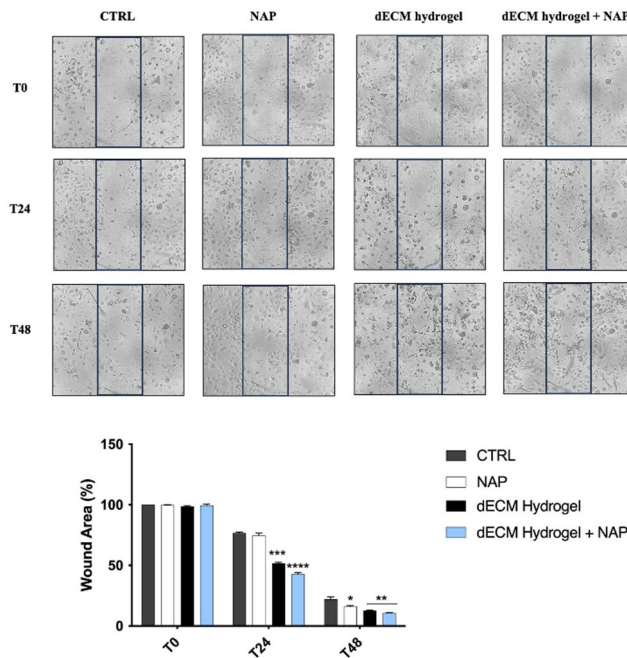 CTRL NAP dECM hydrogel dECM hydrogel + NAP
T0
T24
T48
150
100
50
0
Wound Area (%)
*** ****
* **
T0 T24 T48
CTRL
NAP
dECM Hydrogel
dECM Hydrogel + NAP